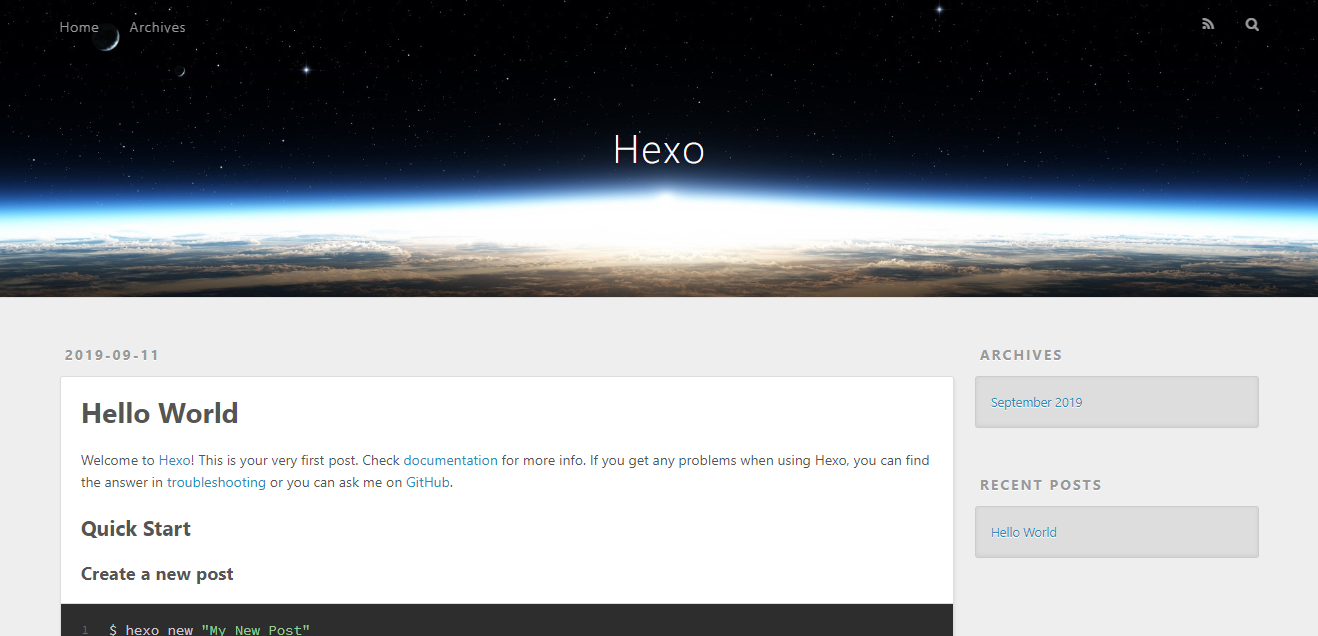 Home Archives
Hexo
2019-09-11
Hello World
Welcome to Hexo! This is your very first post. Check documentation for more info. If you get any problems when using Hexo, you can find
the answer in troubleshooting or you can ask me on GitHub.
Quick Start
Create a new post
1 $ hexo new "My New Post"
ARCHIVES
September 2019
RECENT POSTS
Hello World